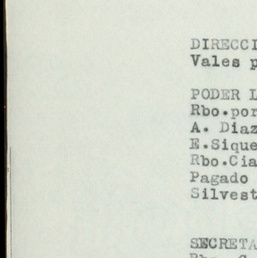 DIRECCI
Vales p
PODER L
Rbo.por
A. Diaz
E.Sique
Rbo.Cia
Pagado
Silvest
SECRETA